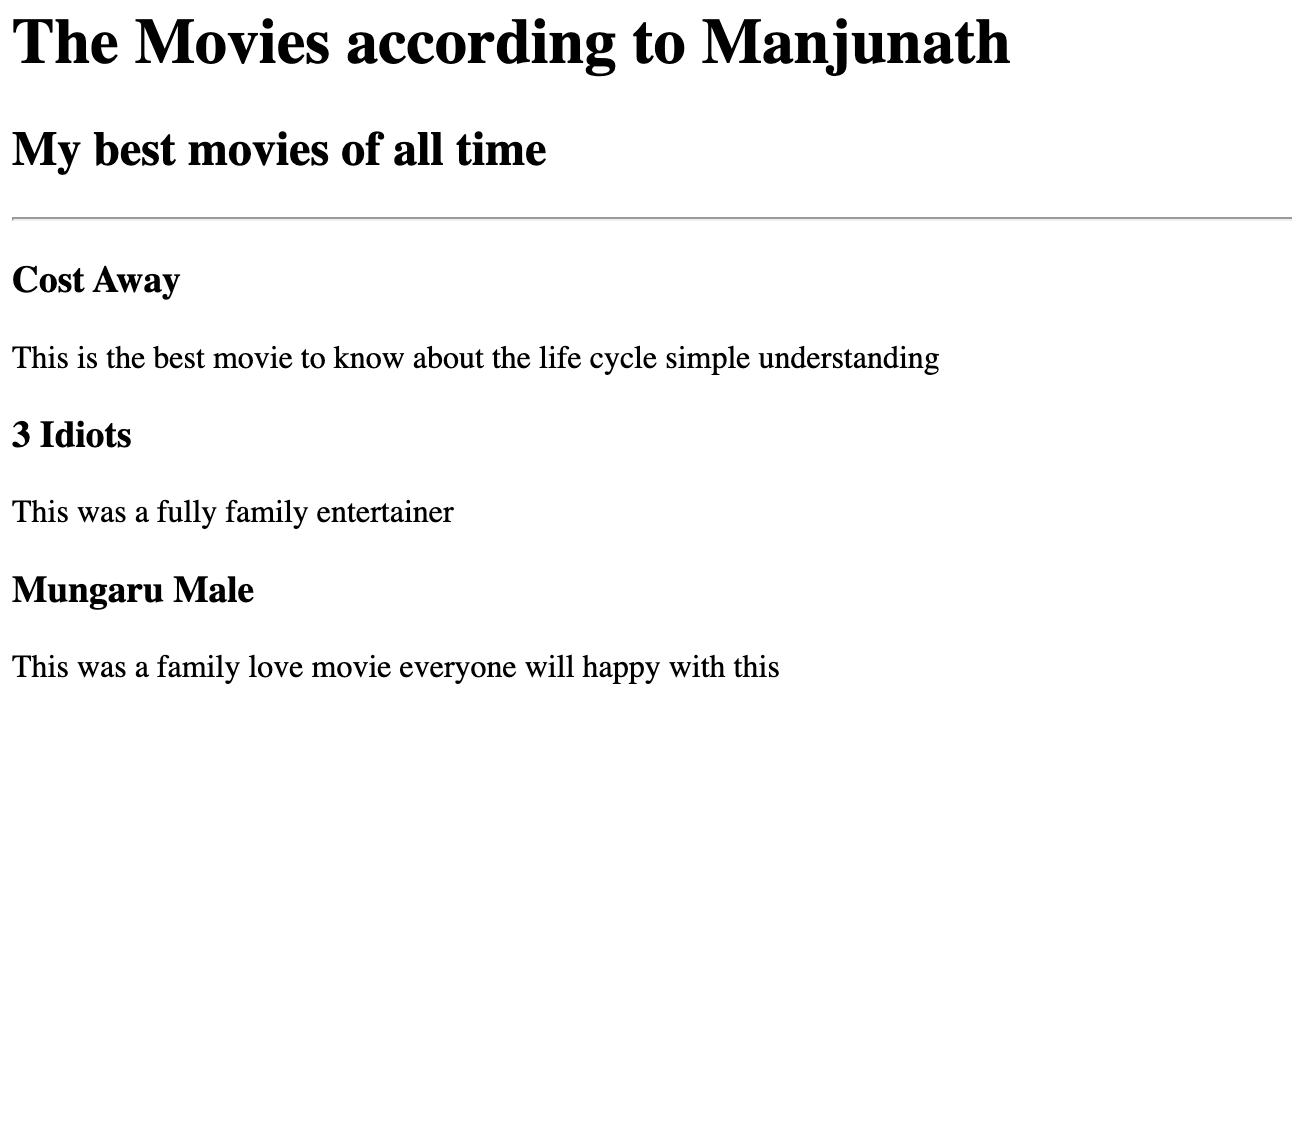 The Movies according to Manjunath
My best movies of all time
Cost Away
This is the best movie to know about the life cycle simple understanding
3 Idiots
This was a fully family entertainer
Mungaru Male
This was a family love movie everyone will happy with this